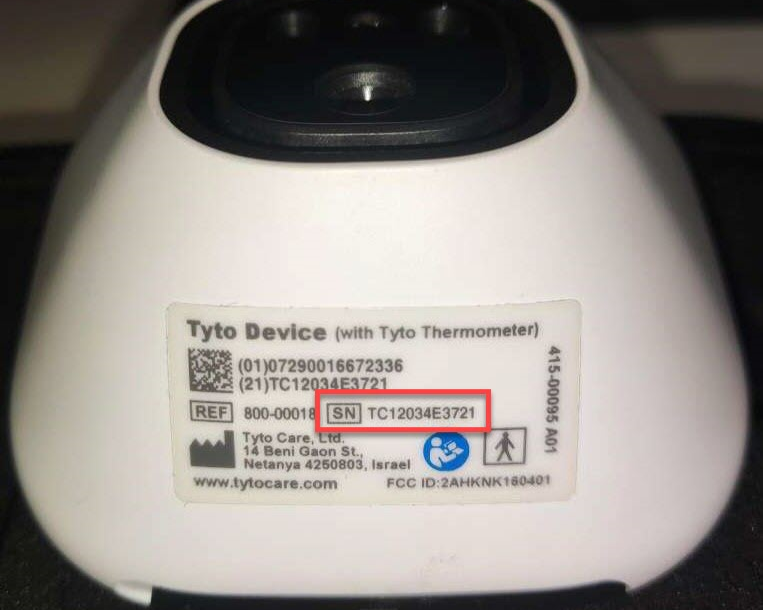 Tyto Device (with Tyto Thermometer)
(01)07290016672336
(21)TC12034E3721
REF 800-00018 SN TC12034E3721
Tyto Care, Ltd.
14 Beni Gaon St.,
Netanya 4250803, Israel
www.tytocare.com FCC ID:2AHKNK160401
415-00095 A01